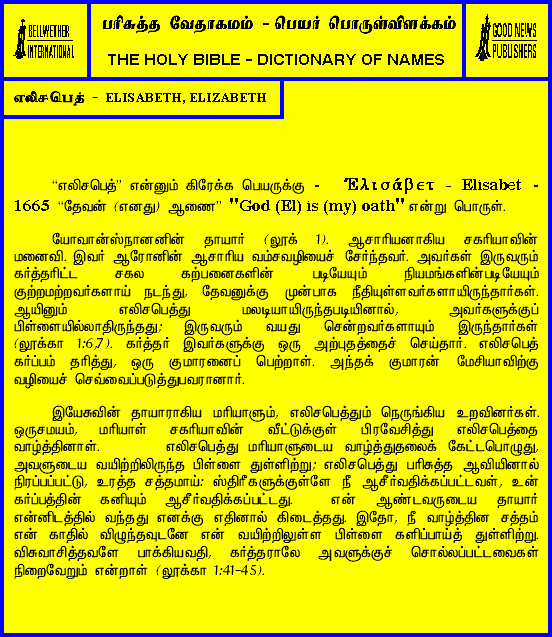 BELLWETHER
INTERNATIONAL
பரிசுத்த வேதாகமம் - பெயர் பொருள்விளக்கம்
THE HOLY BIBLE - DICTIONARY OF NAMES
GOOD NEWS
PUBLISHERS
எலிசபெத் - ELISABETH, ELIZABETH
“எலிசபெத்” என்னும் கிரேக்க பெயருக்கு - Ἐλισάβετ - Elisabet -
1665 “தேவன் (எனது) ஆணை” "God (El) is (my) oath" என்று பொருள்.
யோவான்ஸ்நானனின் தாயார் (லூக் 1). ஆசாரியனாகிய சகரியாவின்
மனைவி. இவர் ஆரோனின் ஆசாரிய வம்சவழியைச் சேர்ந்தவர். அவர்கள் இருவரும்
கர்த்தரிட்ட சகல கற்பனைகளின் படியேயும் நியமங்களின்படியேயும்
குற்றமற்றவர்களாய் நடந்து, தேவனுக்கு முன்பாக நீதியுள்ளவர்களாயிருந்தார்கள்.
ஆயினும் எலிசபெத்து மலடியாயிருந்தபடியினால், அவர்களுக்குப்
பிள்ளையில்லாதிருந்தது; இருவரும் வயது சென்றவர்களாயும் இருந்தார்கள்
(லூக்கா 1:6,7). கர்த்தர் இவர்களுக்கு ஒரு அற்புதத்தைச் செய்தார். எலிசபெத்
கர்ப்பம் தரித்து, ஒரு குமாரனைப் பெற்றாள். அந்தக் குமாரன் மேசியாவிற்கு
வழியைச் செவ்வைப்படுத்துபவரானார்.
இயேசுவின் தாயாராகிய மரியாளும், எலிசபெத்தும் நெருங்கிய உறவினர்கள்.
ஒருசமயம், மரியாள் சகரியாவின் வீட்டுக்குள் பிரவேசித்து எலிசபெத்தை
வாழ்த்தினாள். எலிசபெத்து மரியாளுடைய வாழ்த்துதலைக் கேட்டபொழுது,
அவளுடைய வயிற்றிலிருந்த பிள்ளை துள்ளிற்று; எலிசபெத்து பரிசுத்த ஆவியினால்
நிரப்பப்பட்டு, உரத்த சத்தமாய்: ஸ்திரீகளுக்குள்ளே நீ ஆசீர்வதிக்கப்பட்டவள், உன்
கர்ப்பத்தின் கனியும் ஆசீர்வதிக்கப்பட்டது. என் ஆண்டவருடைய தாயார்
என்னிடத்தில் வந்தது எனக்கு எதினால் கிடைத்தது. இதோ, நீ வாழ்த்தின சத்தம்
என் காதில் விழுந்தவுடனே என் வயிற்றிலுள்ள பிள்ளை களிப்பாய்த் துள்ளிற்று.
விசுவாசித்தவளே பாக்கியவதி, கர்த்தராலே அவளுக்குச் சொல்லப்பட்டவைகள்
நிறைவேறும் என்றாள் (லூக்கா 1:41-45).